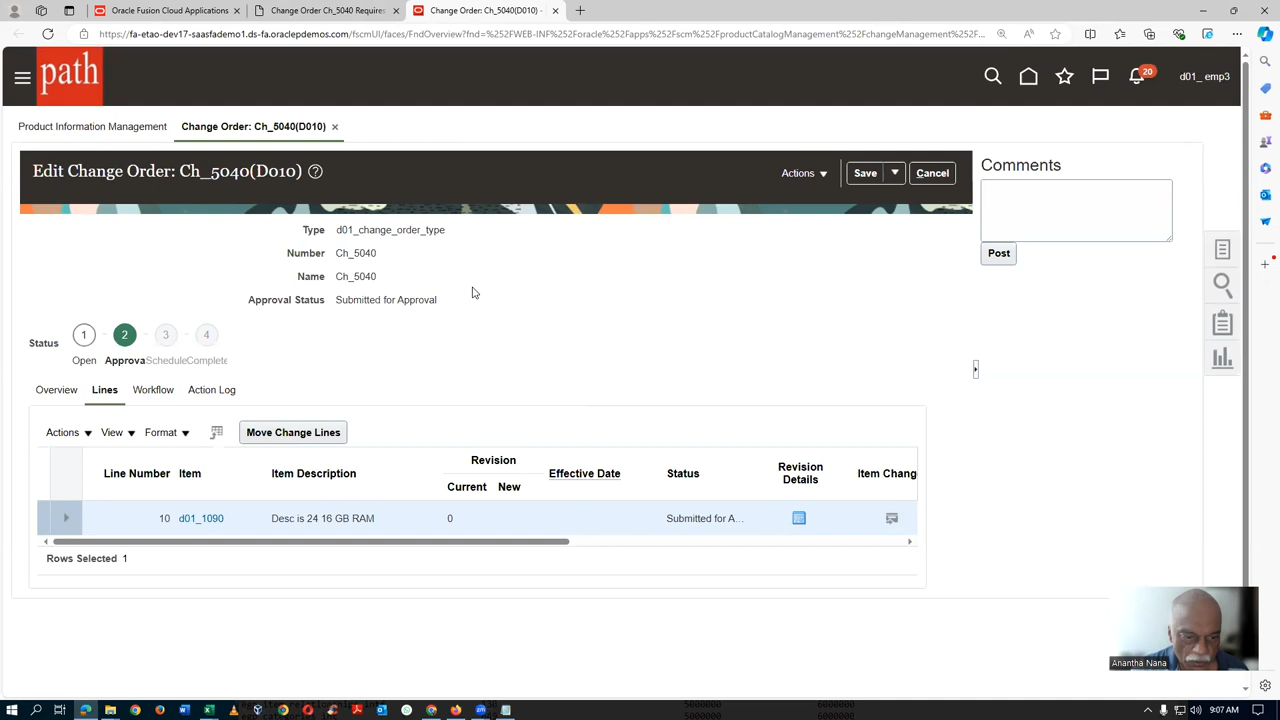 Oracle Fusion Cloud Applications
Change Order Ch_5040 Requires
Change Order: Ch_5040(D010) -
https://fa-etao-dev17-saasfademo1.ds-fa.oraclepdemos.com/fscmUI/faces/FndOverview?fnd=%252FWEB-INF%252Foracle%252Fapps%252Fscm%252FproductCatalogManagement%252FchangeManagement%252F...
path
20
d01_ emp3
Product Information Management
Change Order: Ch_5040(D010)
Edit Change Order: Ch_5040(D010)
Actions
Save
Cancel
Comments
Post
Type d01_change_order_type
Number Ch_5040
Name Ch_5040
Approval Status Submitted for Approval
Status
1 2 3 4
Open Approva Schedule Complete
Overview Lines Workflow Action Log
Actions View Format Move Change Lines
Line Number Item Item Description Revision Effective Date Status Revision Details Item Chang
Current New
10 d01_1090 Desc is 24 16 GB RAM 0 Submitted for A...
Rows Selected 1
Anantha Nana
9:07 AM